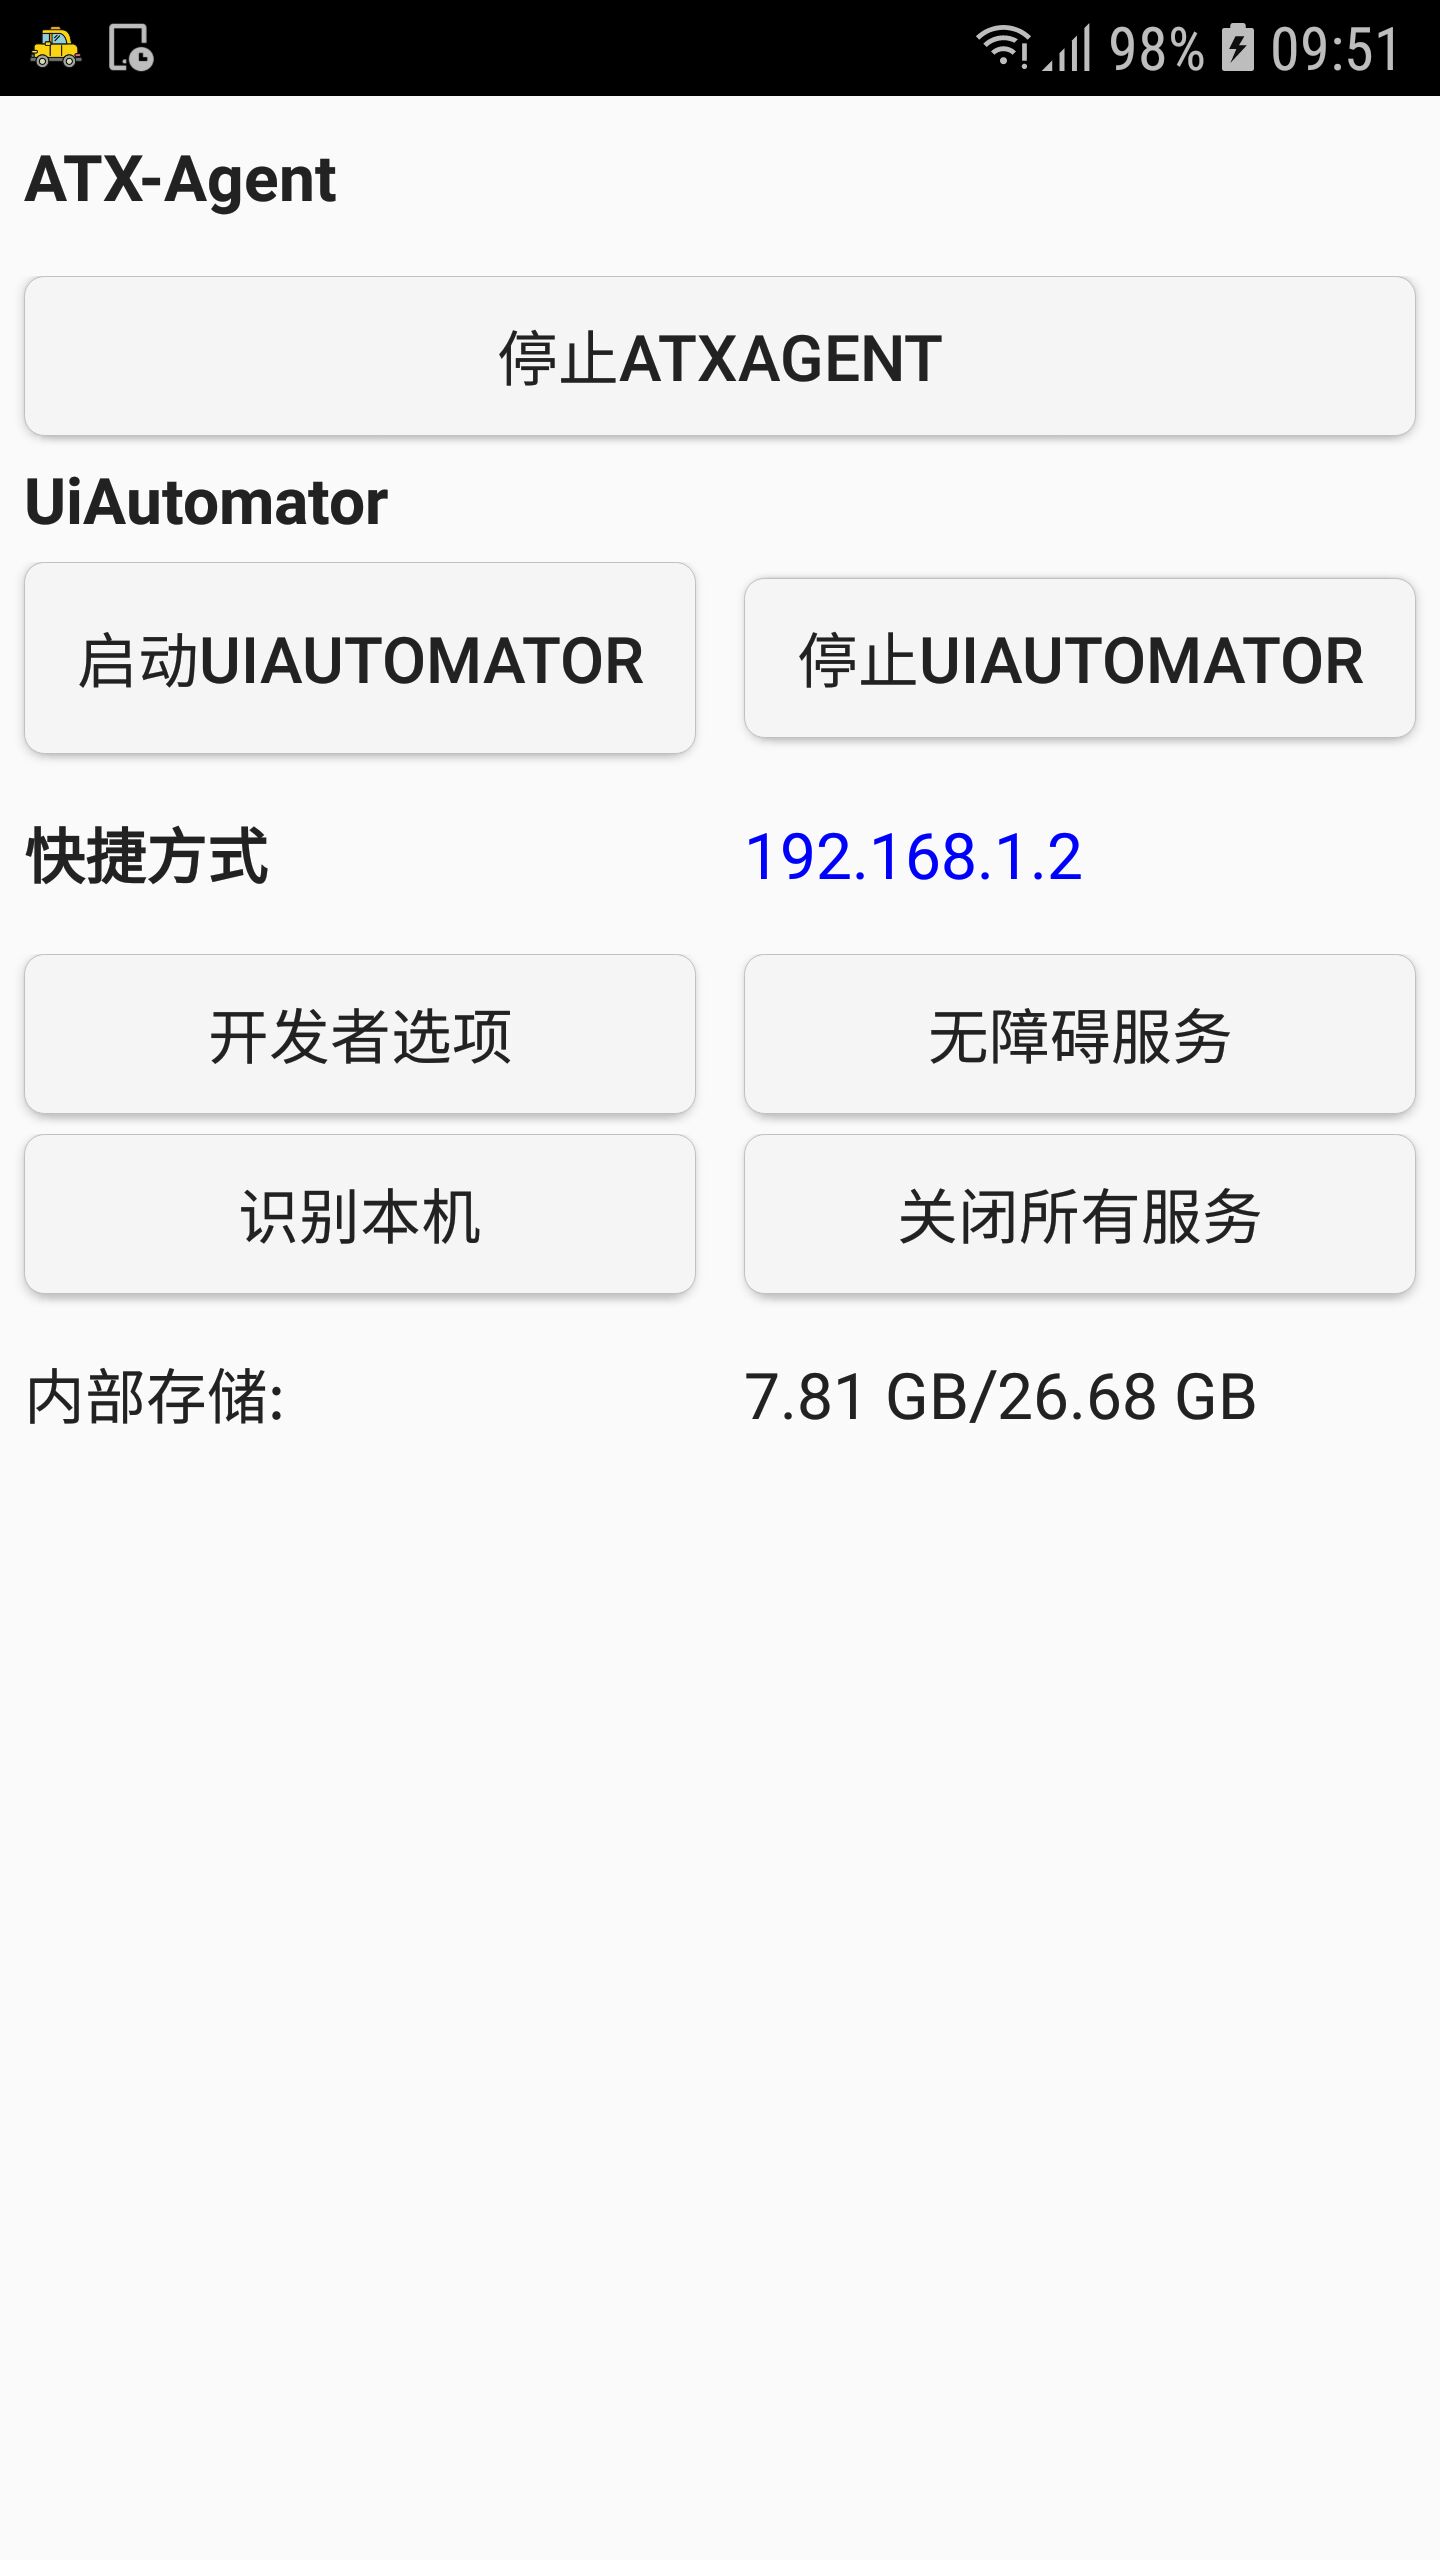 98% 09:51
ATX-Agent
停止ATXAGENT
UiAutomator
启动UIAUTOMATOR 停止UIAUTOMATOR
快捷方式 192.168.1.2
开发者选项 无障碍服务
识别本机 关闭所有服务
内部存储: 7.81 GB/26.68 GB